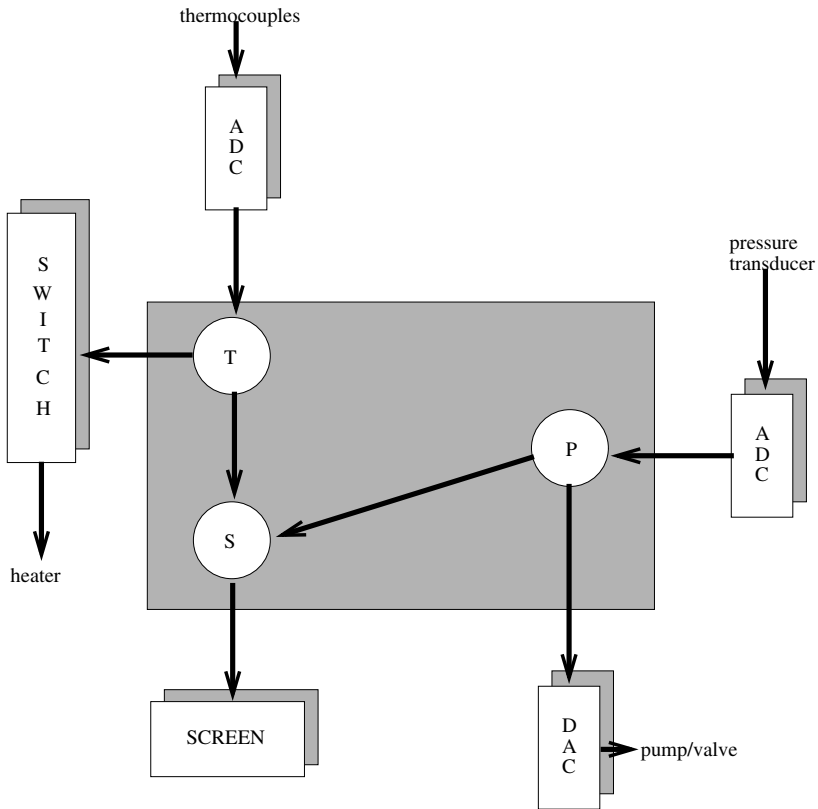 thermocouples
A
D
C
S
W
I
T
C
H
pressure
transducer
T
A
D
C
P
S
heater
SCREEN
D
A
C
pump/valve